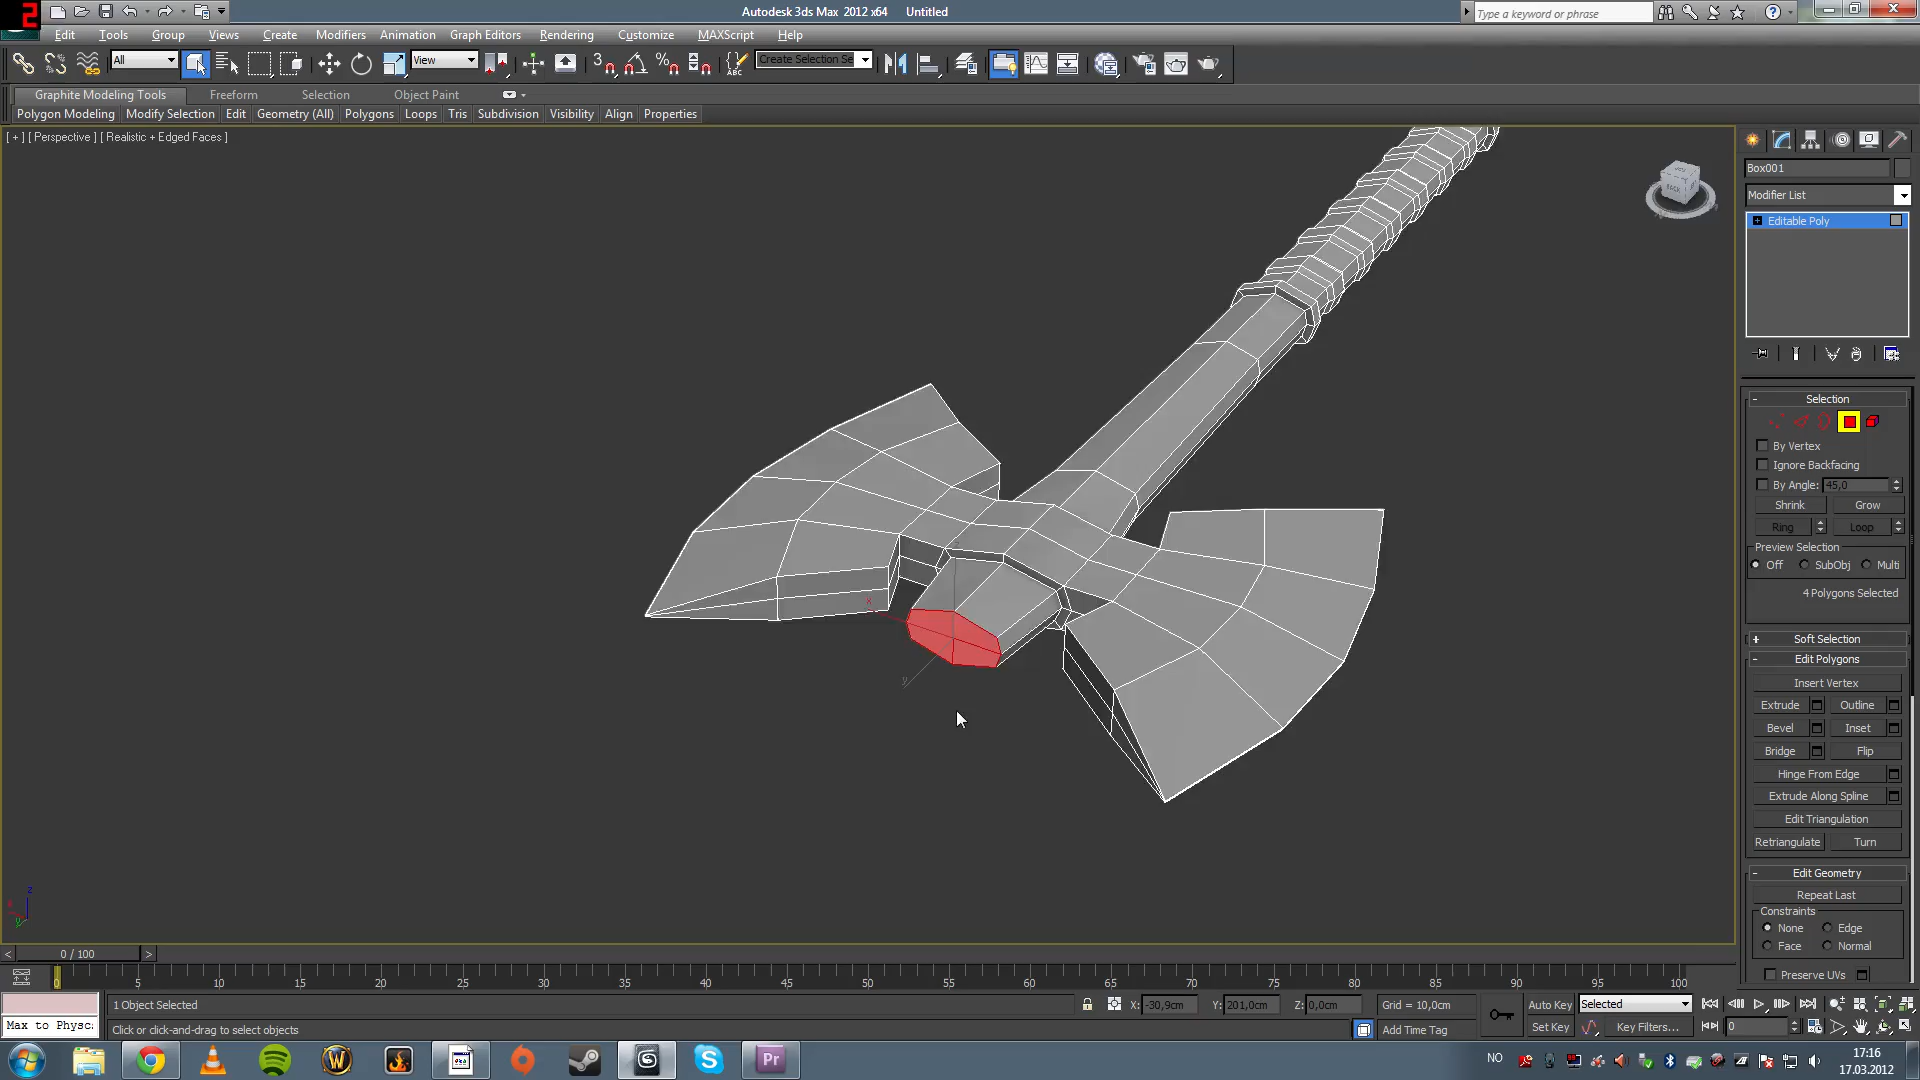 Autodesk 3ds Max 2012 x64 Untitled
Type a keyword or phrase
Edit Tools Group Views Create Modifiers Animation Graph Editors Rendering Customize MAXScript Help
All
View
Create Selection Se
Graphite Modeling Tools Freeform Selection Object Paint
Polygon Modeling Modify Selection Edit Geometry (All) Polygons Loops Tris Subdivision Visibility Align Properties
[ + ] [ Perspective ] [ Realistic + Edged Faces ]
BACK
Box001
Modifier List
Editable Poly
Selection
By Vertex
Ignore Backfacing
By Angle: 45,0
Shrink Grow
Ring Loop
Preview Selection
Off SubObj Multi
4 Polygons Selected
Soft Selection
Edit Polygons
Insert Vertex
Extrude Outline
Bevel Inset
Bridge Flip
Hinge From Edge
Extrude Along Spline
Edit Triangulation
Retriangulate Turn
Edit Geometry
Repeat Last
Constraints
None Edge
Face Normal
Preserve UVs
x
y
z
x
y
< 0 / 100 >
0 5 10 15 20 25 30 35 40 45 50 55 60 65 70 75 80 85 90 95 100
1 Object Selected X: -30,9cm Y: 201,0cm Z: 0,0cm Grid = 10,0cm Auto Key Selected
Max to Physc: Click or click-and-drag to select objects Add Time Tag Set Key Key Filters... 0
NO 17:16
17.03.2012
W
Pr